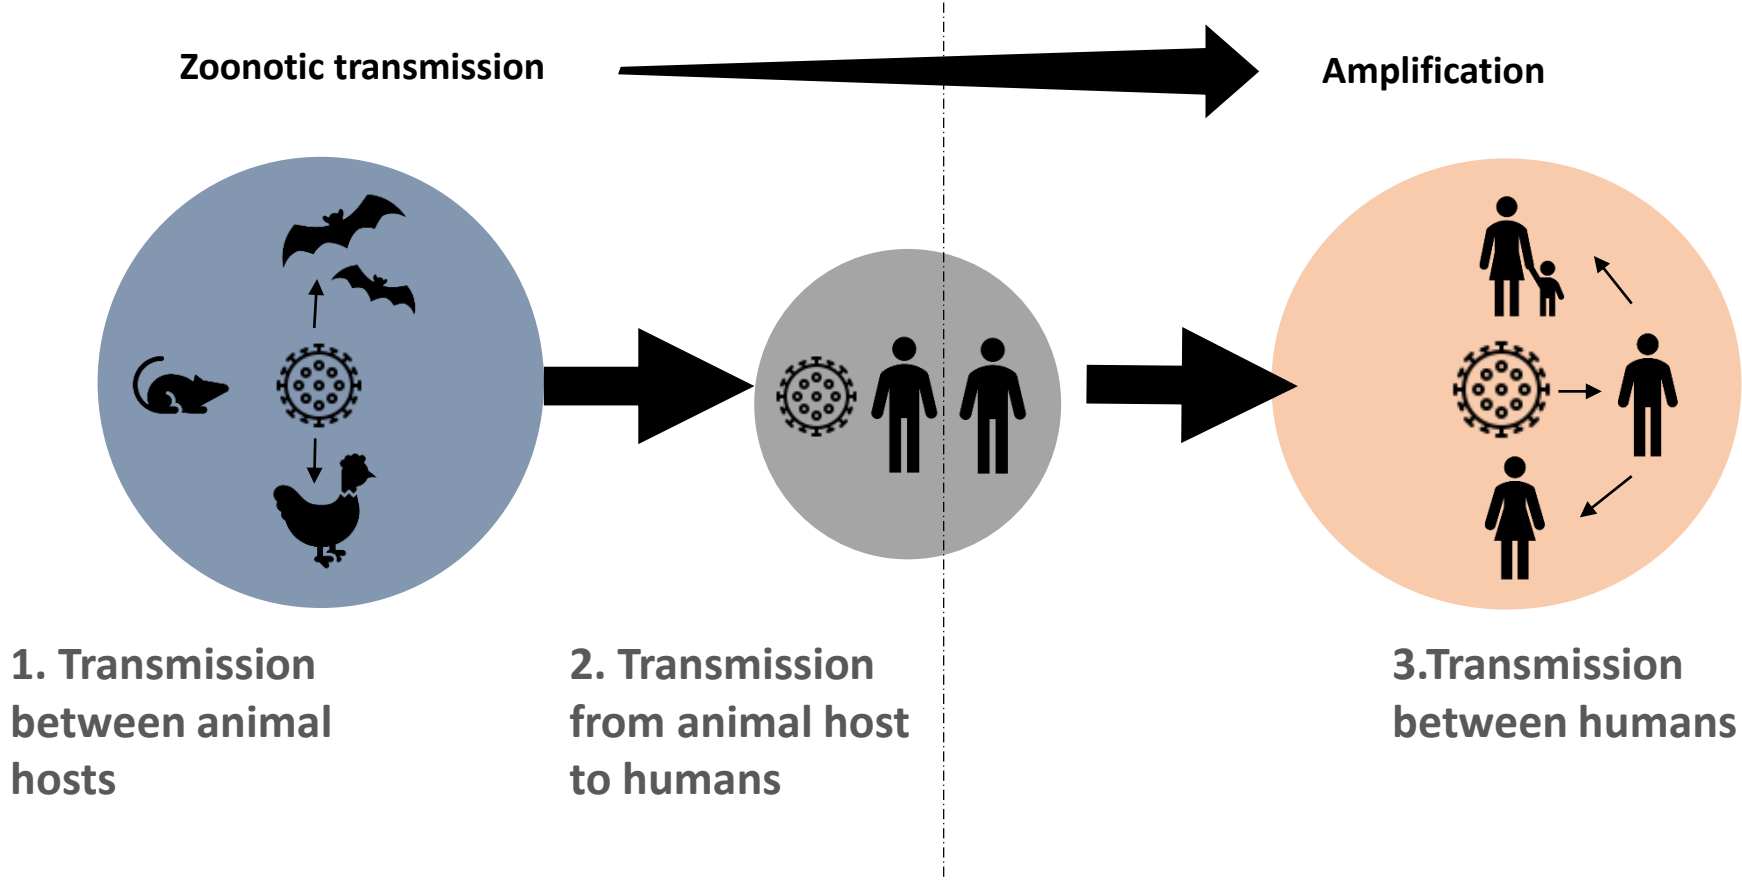 Zoonotic transmission
Amplification
1. Transmission
between animal
hosts
2. Transmission
from animal host
to humans
3.Transmission
between humans